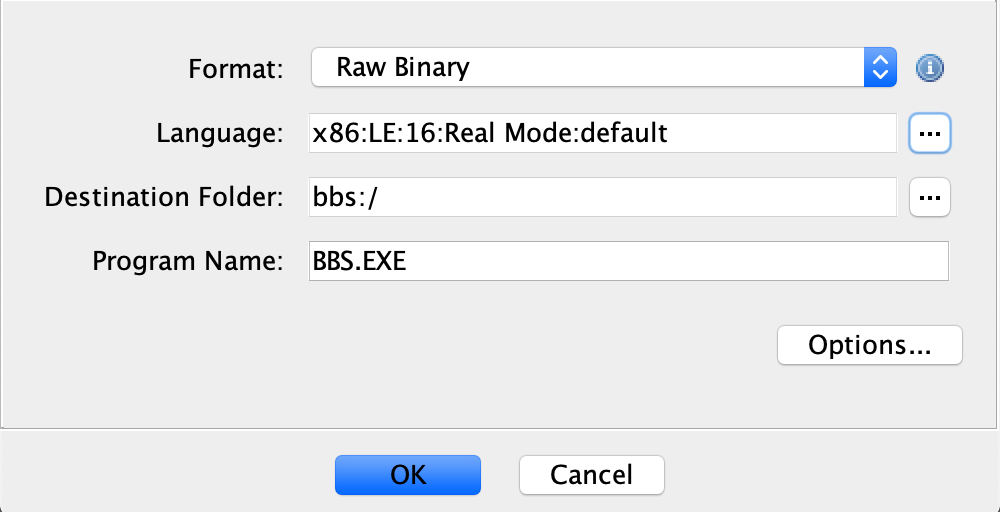 Format: Raw Binary
Language: x86:LE:16:Real Mode:default ...
Destination Folder: bbs:/ ...
Program Name: BBS.EXE
Options...
OK Cancel